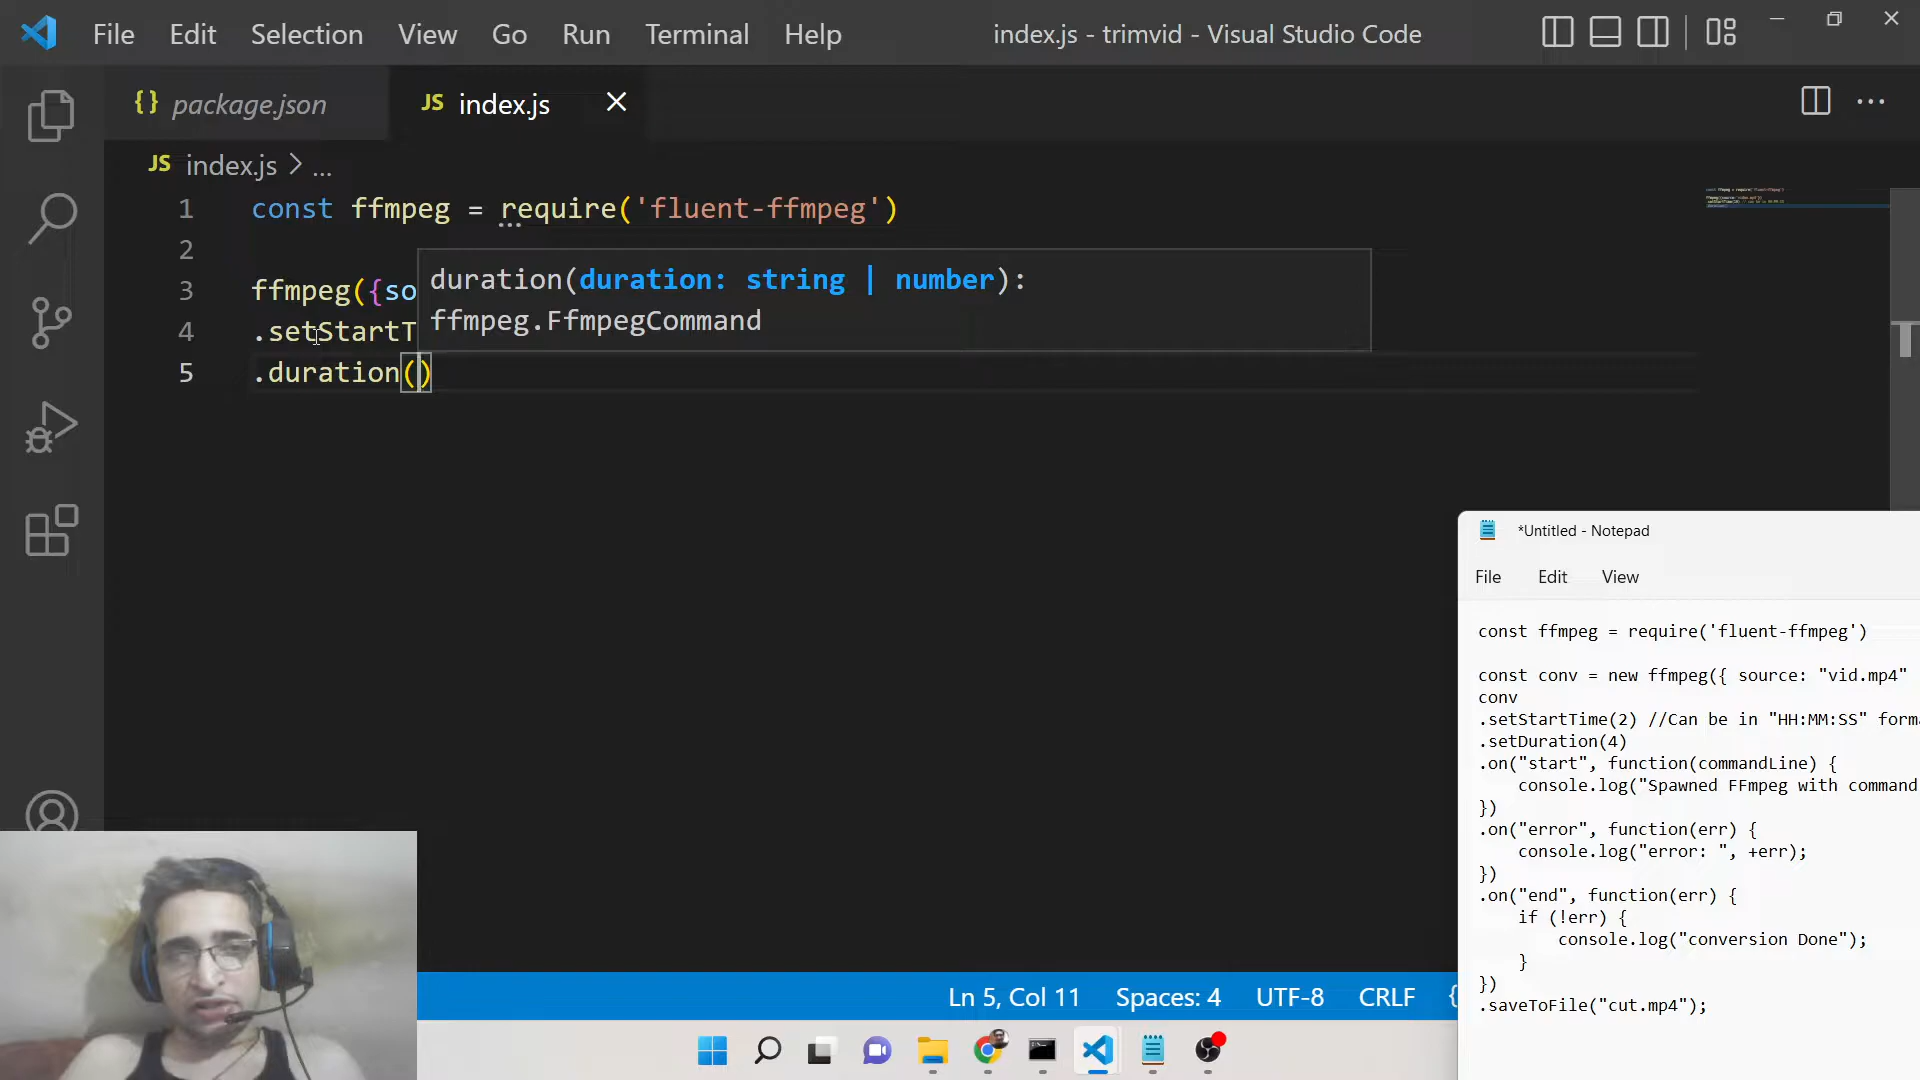 File Edit Selection View Go Run Terminal Help index.js - trimvid - Visual Studio Code
{} package.json JS index.js
JS index.js > ...
1 const ffmpeg = require('fluent-ffmpeg')
2
3 ffmpeg({so
4 .setStartT
5 .duration()
duration(duration: string | number):
ffmpeg.FfmpegCommand
*Untitled - Notepad
File Edit View
const ffmpeg = require('fluent-ffmpeg')
const conv = new ffmpeg({ source: "vid.mp4"
conv
.setStartTime(2) //Can be in "HH:MM:SS" forma
.setDuration(4)
.on("start", function(commandLine) {
console.log("Spawned FFmpeg with command
})
.on("error", function(err) {
console.log("error: ", +err);
})
.on("end", function(err) {
if (!err) {
console.log("conversion Done");
}
})
.saveToFile("cut.mp4");
Ln 5, Col 11 Spaces: 4 UTF-8 CRLF {